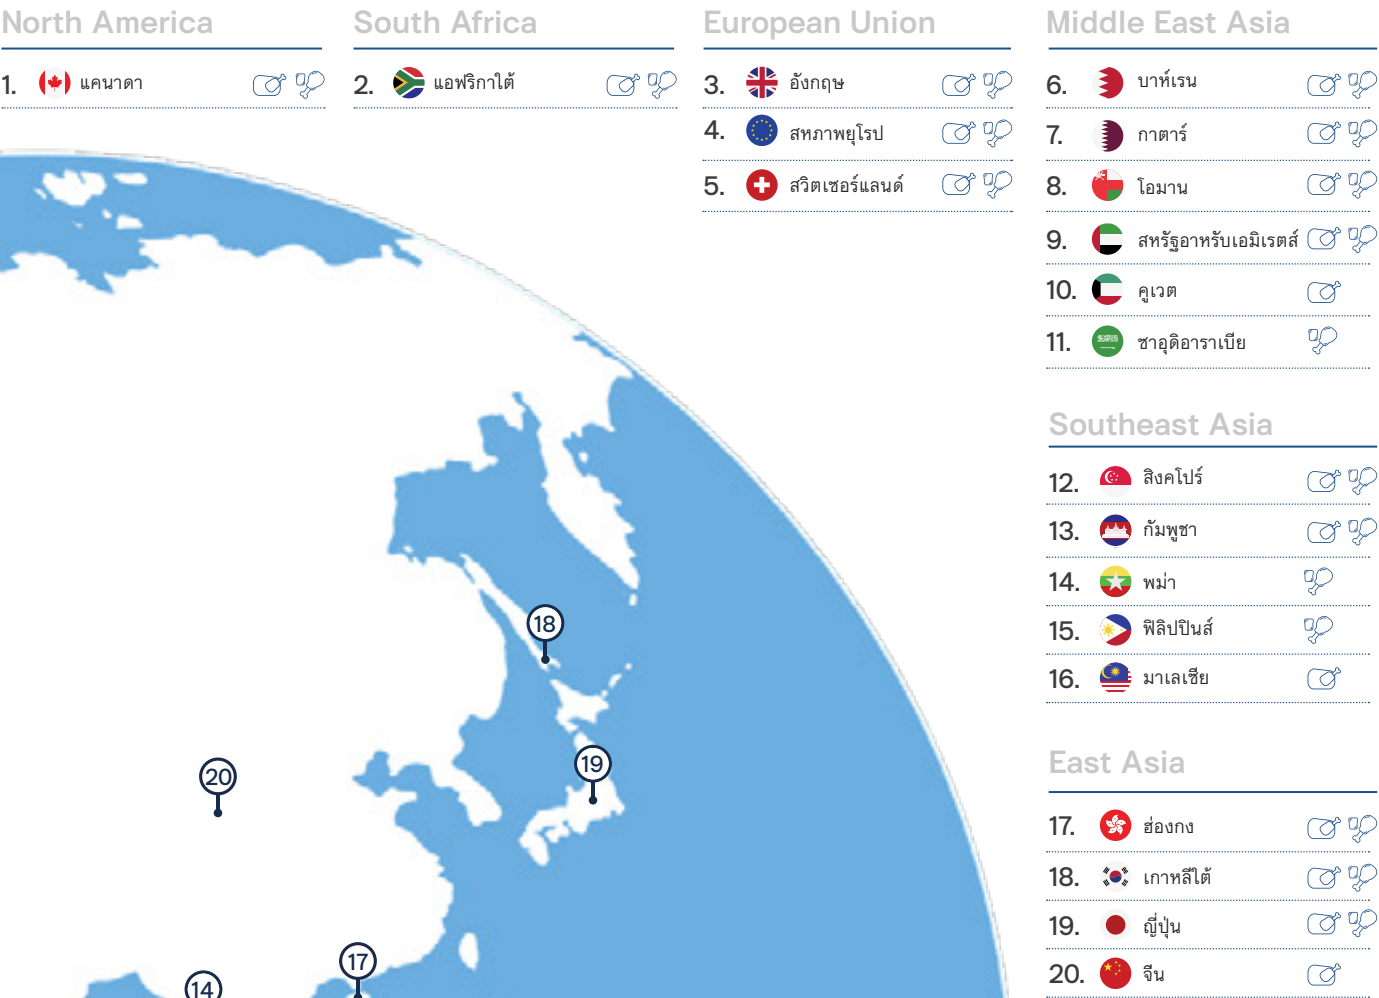 North America
1. แคนาดา
South Africa
2. แอฟริกาใต้
European Union
3. อังกฤษ
4. สหภาพยุโรป
5. สวิตเซอร์แลนด์
Middle East Asia
6. บาห์เรน
7. กาตาร์
8. โอมาน
9. สหรัฐอาหรับเอมิเรตส์
10. คูเวต
11. ซาอุดิอาราเบีย
Southeast Asia
12. สิงคโปร์
13. กัมพูชา
14. พม่า
15. ฟิลิปปินส์
16. มาเลเซีย
East Asia
17. ฮ่องกง
18. เกาหลีใต้
19. ญี่ปุ่น
20. จีน
18
19
20
17
14